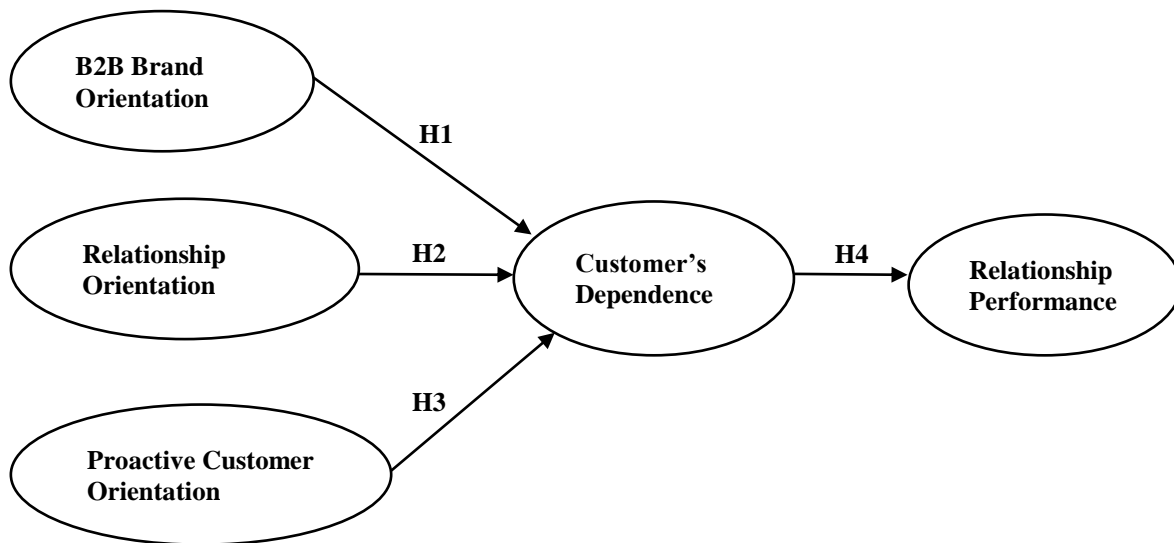 B2B Brand
Orientation
H1
Relationship
Orientation
H2
Customer’s
Dependence
H4
Relationship
Performance
H3
Proactive Customer
Orientation